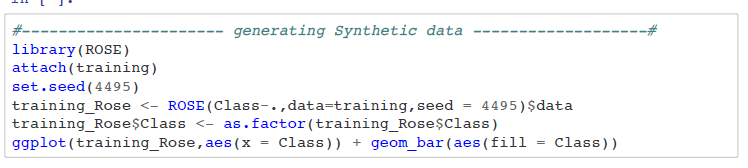 In [ ]:
#--------------------- generating Synthetic data ------------------#
library(ROSE)
attach(training)
set.seed(4495)
training_Rose <- ROSE(Class~.,data=training,seed = 4495)$data
training_Rose$Class <- as.factor(training_Rose$Class)
ggplot(training_Rose,aes(x = Class)) + geom_bar(aes(fill = Class))